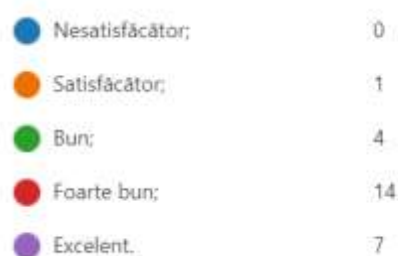 Nesatisfăcător; 0
Satisfăcător; 1
Bun; 4
Foarte bun; 14
Excelent. 7